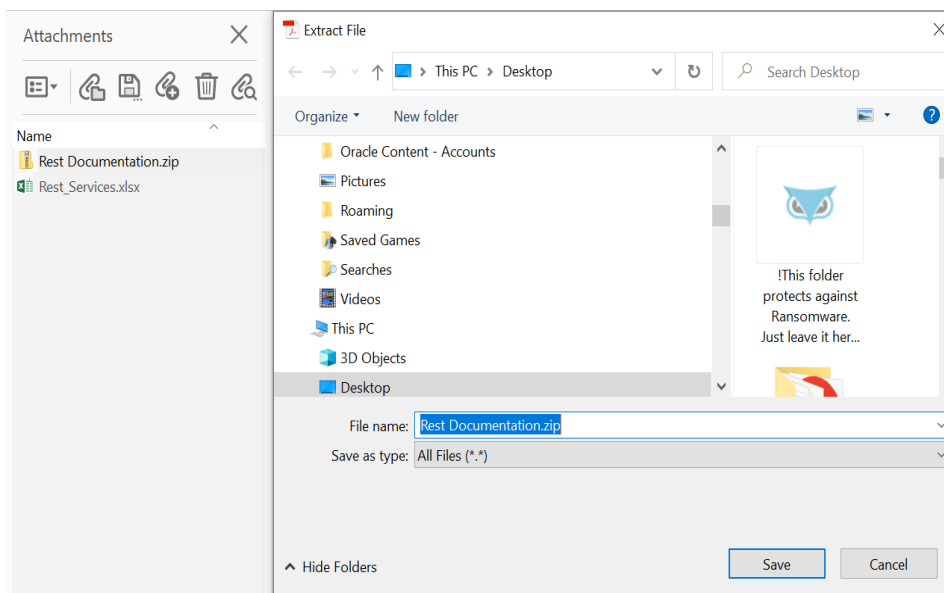 Attachments
Name
Rest Documentation.zip
Rest_Services.xlsx
Extract File
This PC > Desktop
Search Desktop
Organize
New folder
?
Oracle Content - Accounts
Pictures
Roaming
Saved Games
Searches
Videos
This PC
3D Objects
Desktop
!This folder
protects against
Ransomware.
Just leave it her...
File name: Rest Documentation.zip
Save as type: All Files (*.*)
Hide Folders
Save
Cancel